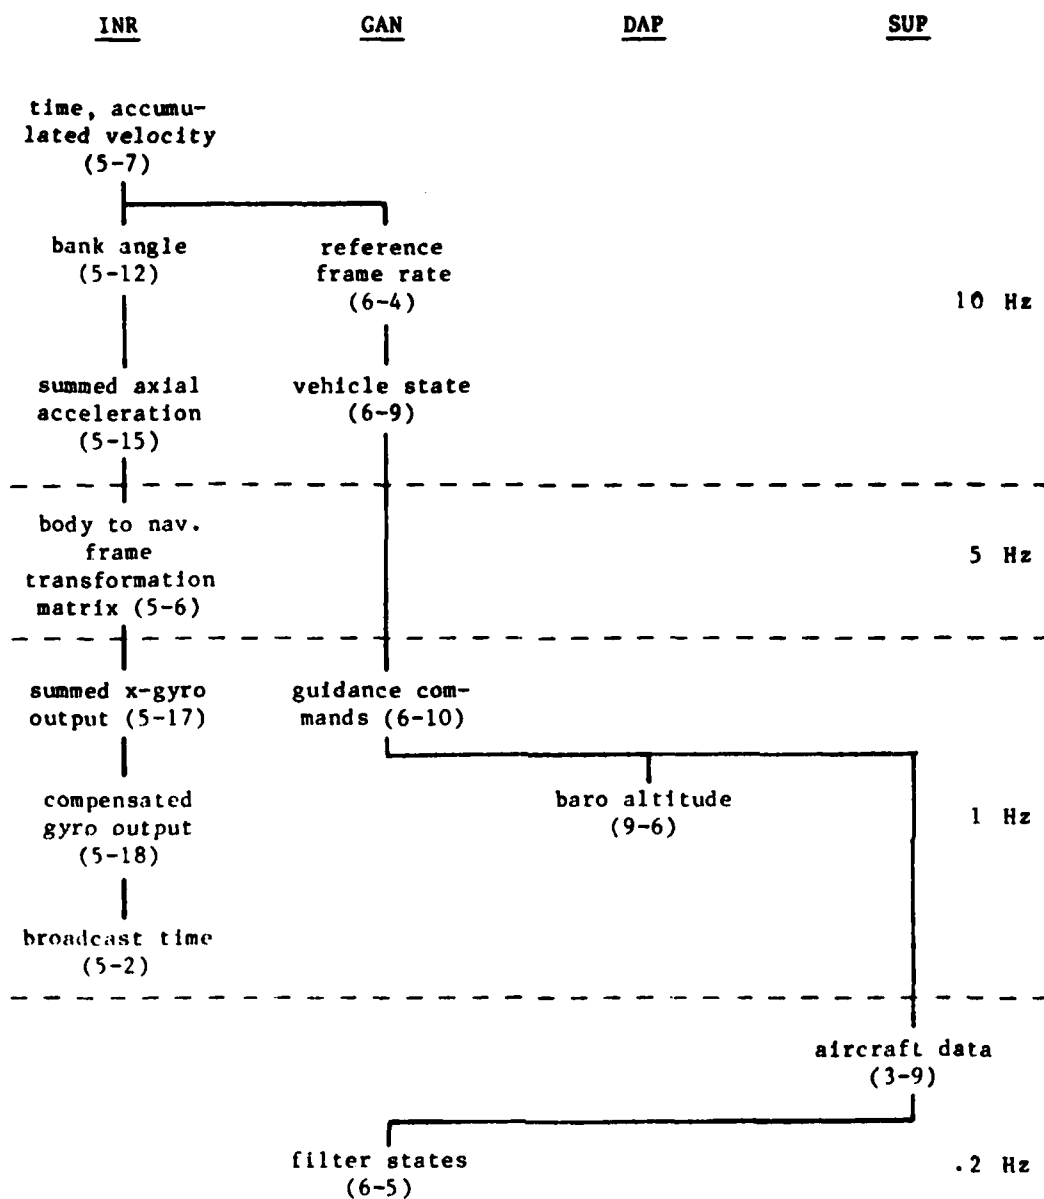 INR GAN DAP SUP
time, accumu-
lated velocity
(5-7)
bank angle
(5-12)
reference
frame rate
(6-4)
10 Hz
summed axial
acceleration
(5-15)
vehicle state
(6-9)
body to nav.
frame
transformation
matrix (5-6)
5 Hz
summed x-gyro
output (5-17)
guidance com-
mands (6-10)
compensated
gyro output
(5-18)
baro altitude
(9-6)
1 Hz
broadcast time
(5-2)
aircraft data
(3-9)
filter states
(6-5)
.2 Hz